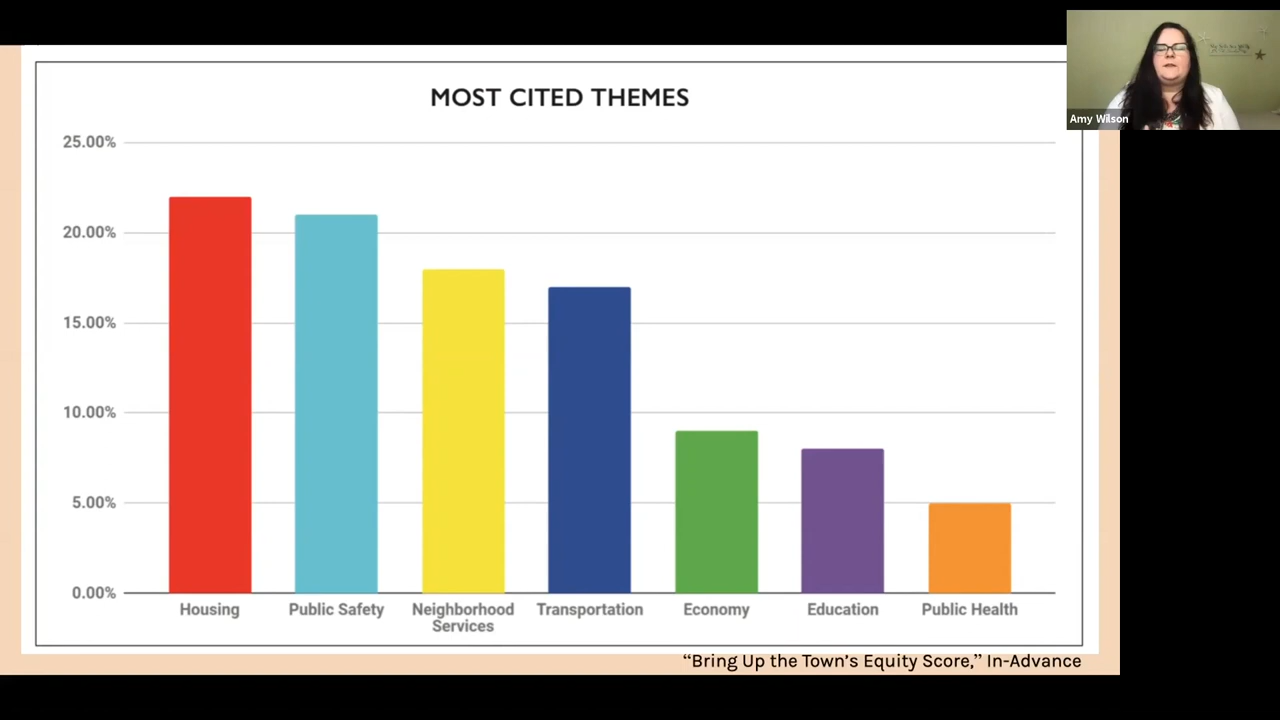 MOST CITED THEMES
25.00%
20.00%
15.00%
10.00%
5.00%
0.00%
Housing
Public Safety
Neighborhood
Services
Transportation
Economy
Education
Public Health
"Bring Up the Town's Equity Score," In-Advance
Amy Wilson